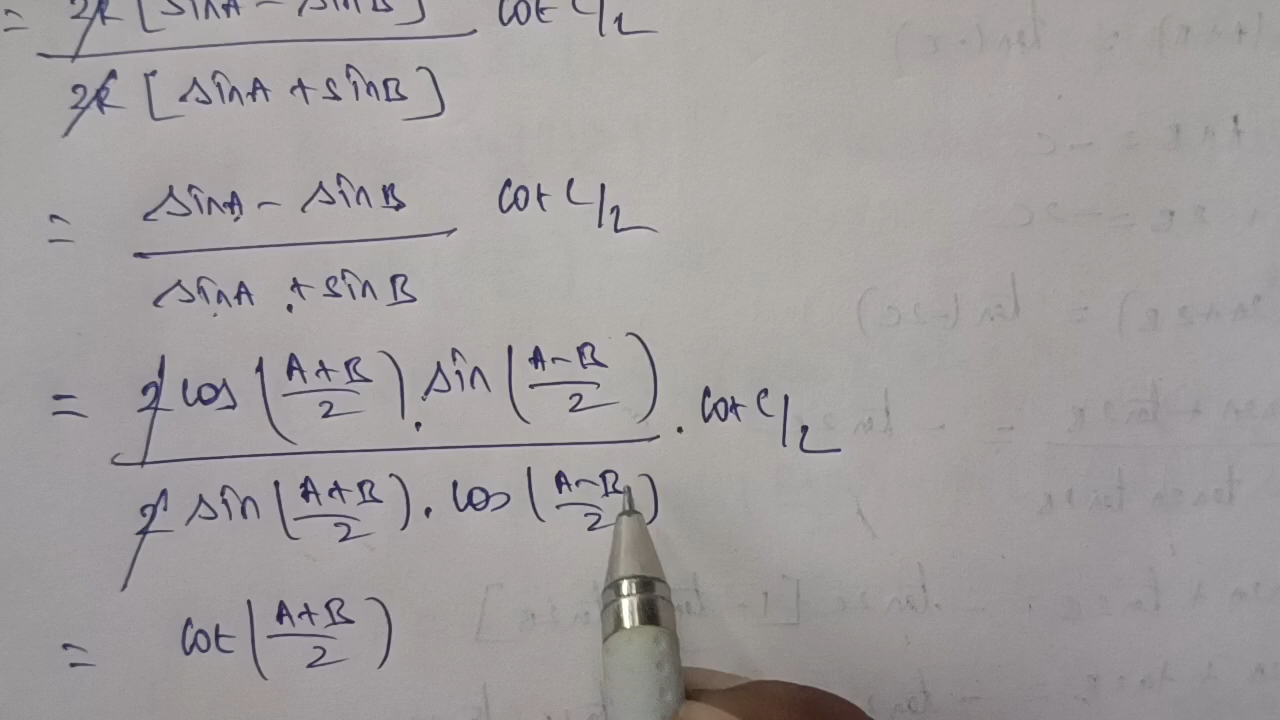 = 2R [sinA - sinB] cot C/2
2R [sinA + sinB]
= sinA - sinB cot C/2
sinA + sinB
= 2 cos (A+B/2) . sin (A-B/2) . cot C/2
2 sin (A+B/2) . cos (A-B/2)
= cot (A+B/2)